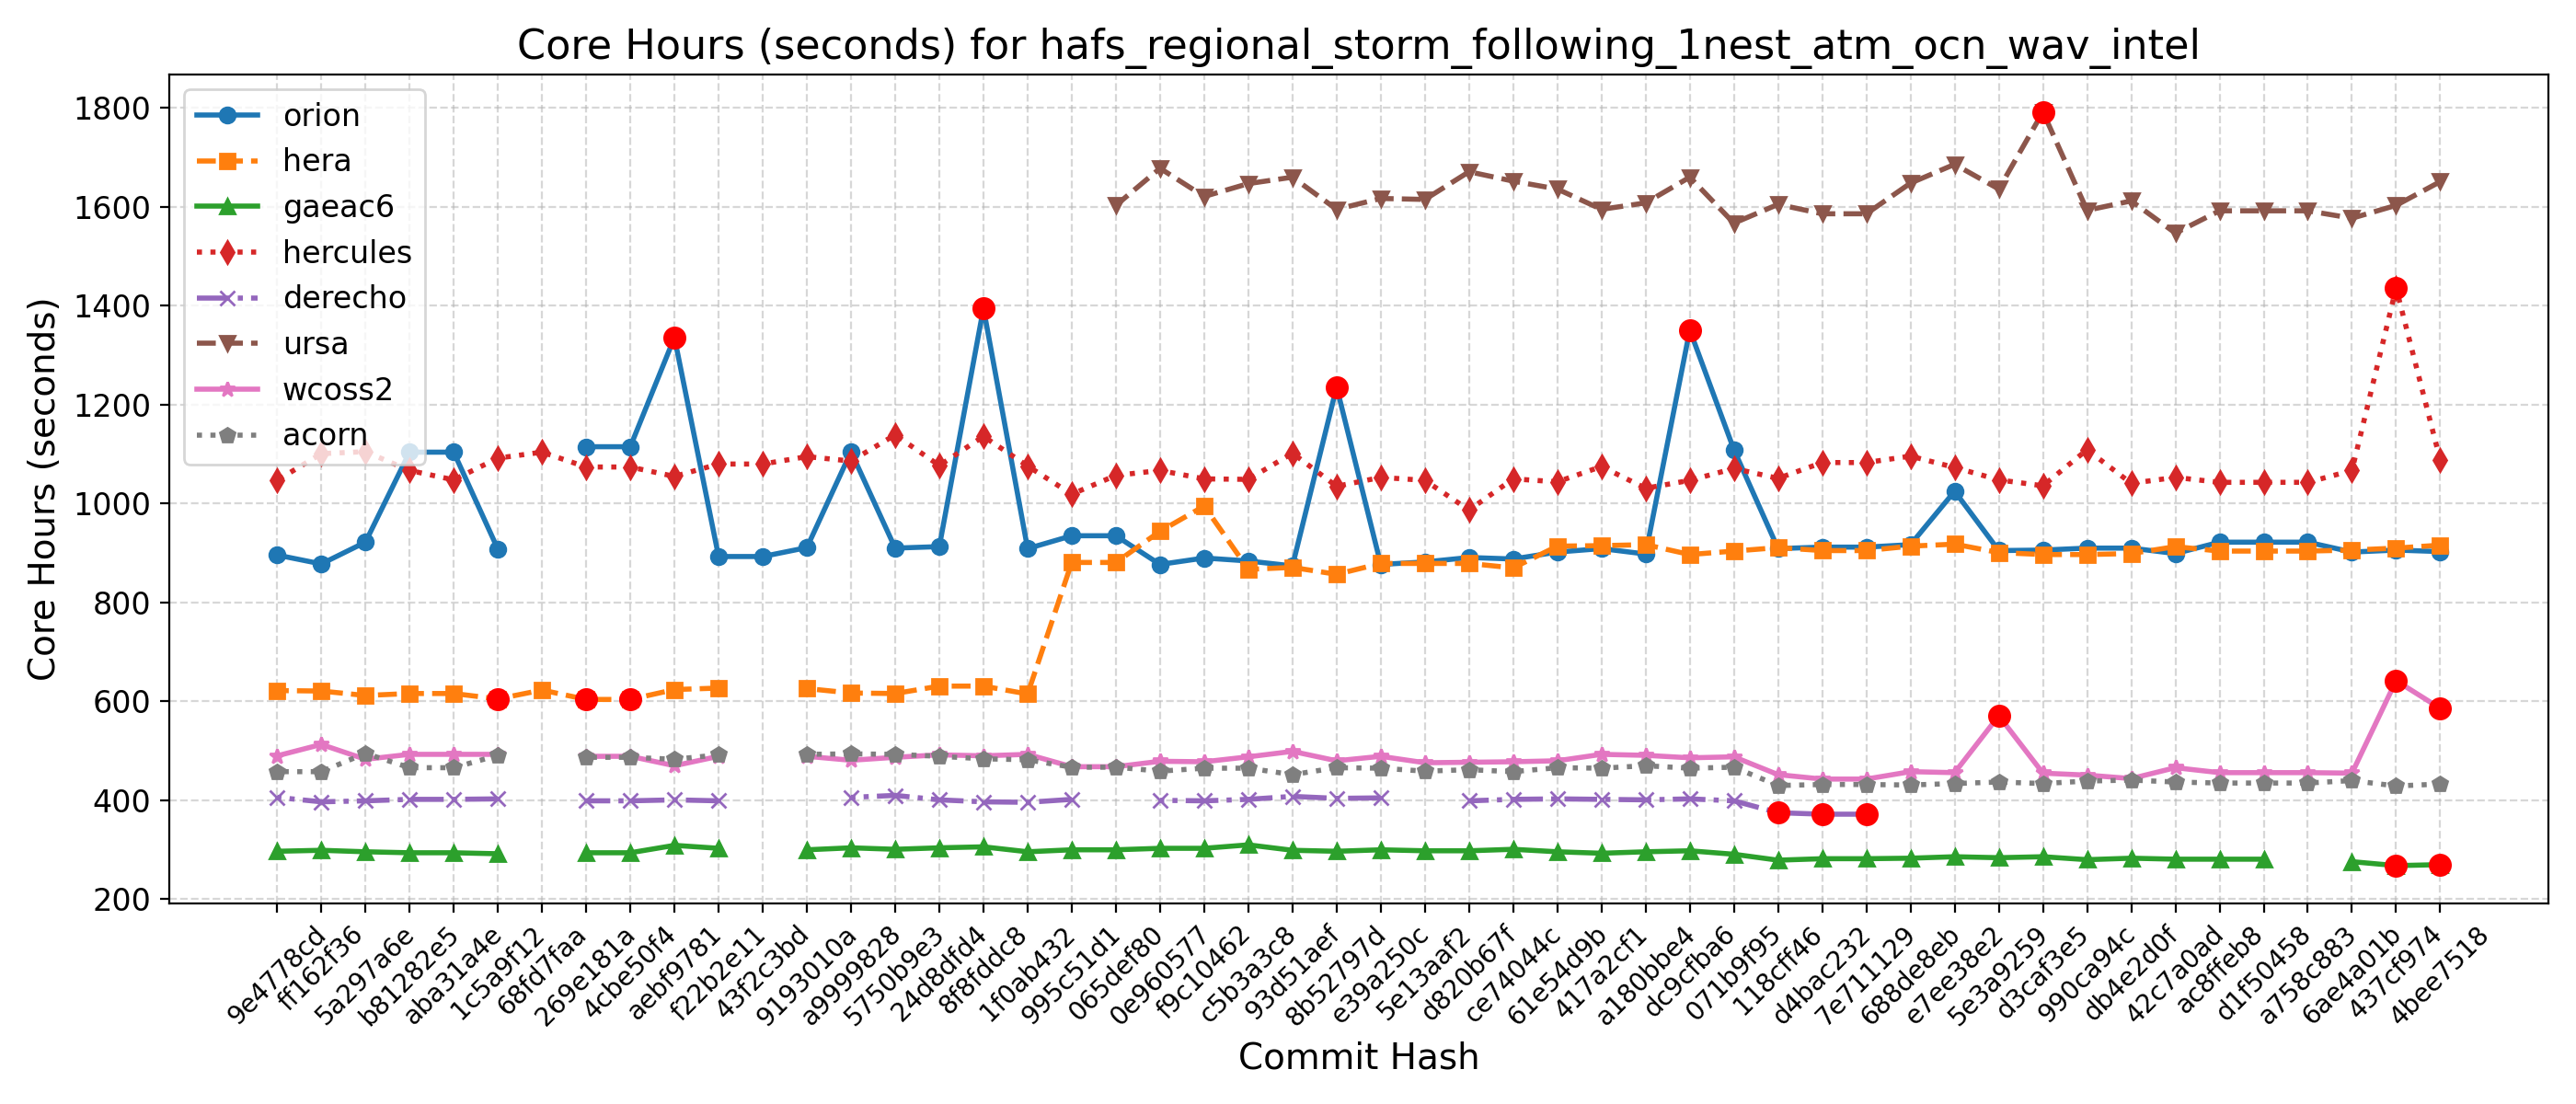 Core Hours (seconds) for hafs_regional_storm_following_1nest_atm_ocn_wav_intel
Core Hours (seconds)
1800
1600
1400
1200
1000
800
600
400
200
orion
hera
gaeac6
hercules
derecho
ursa
wcoss2
acorn
9e4778cd
ff162f36
5a297a6e
b81282e5
aba31a4e
1c5a9f12
68fd7faa
269e181a
4cbe50f4
aebf9781
f22b2e11
43f2c3bd
9193010a
a9999828
5750b9e3
24d8dfd4
8f8fddc8
1f0ab432
995c51d1
065def80
0e960577
f9c10462
c5b3a3c8
93d51aef
8b52797d
e39a250c
5e13aaf2
d820b67f
ce74044c
61e54d9b
417a2cf1
a180bbe4
dc9cfba6
071b9f95
118cff46
d4bac232
7e711129
688de8eb
e7ee38e2
5e3a9259
d3caf3e5
990ca94c
db4e2d0f
42c7a0ad
ac8ffeb8
d1f50458
a758c883
6ae4a01b
437cf974
4bee7518
Commit Hash